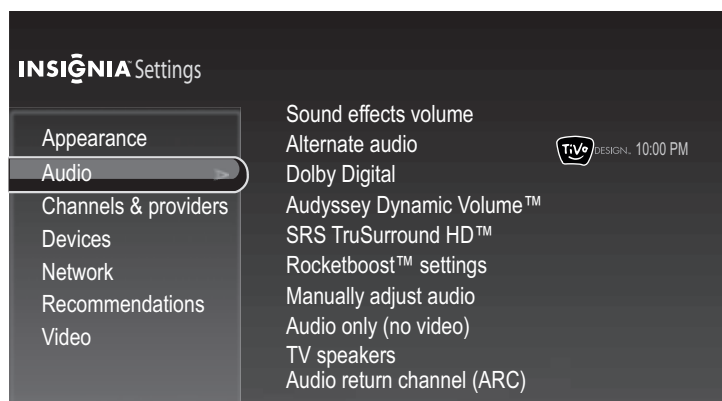 INSIGNIA™ Settings
Appearance
Audio
Channels & providers
Devices
Network
Recommendations
Video
Sound effects volume
Alternate audio
Dolby Digital
Audyssey Dynamic Volume™
SRS TruSurround HD™
Rocketboost™ settings
Manually adjust audio
Audio only (no video)
TV speakers
Audio return channel (ARC)
TiVo DESIGN™ 10:00 PM